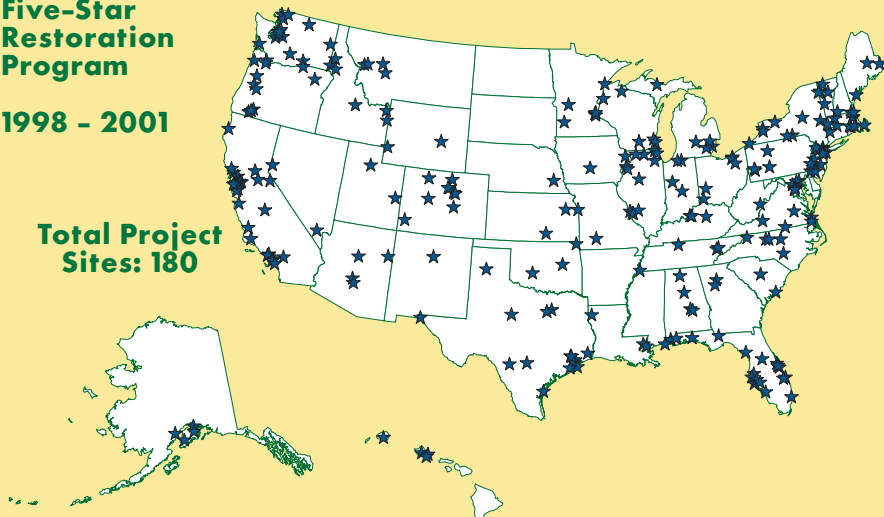 Five-Star
Restoration
Program
1998 - 2001
Total Project
Sites: 180